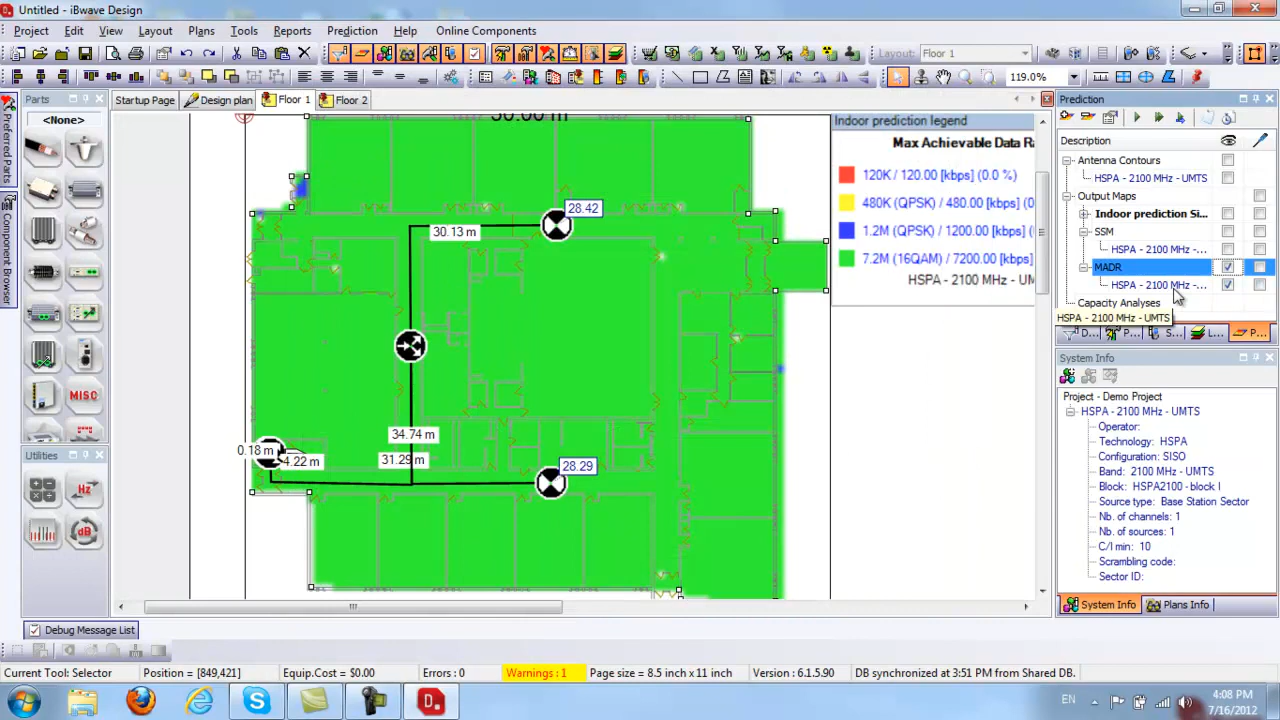 Untitled - iBwave Design
Project Edit View Layout Plans Tools Reports Prediction Help Online Components
Layout: Floor 1
119.0%
Parts
<None>
MISC
Utilities
Hz
dB
Preferred Parts
Component Browser
Startup Page Design plan Floor 1 Floor 2
30.00 m
28.42
30.13 m
34.74 m
31.29 m
0.18 m
4.22 m
28.29
Indoor prediction legend
Max Achievable Data Ra
120K / 120.00 [kbps] (0.0 %)
480K (QPSK) / 480.00 [kbps] (0
1.2M (QPSK) / 1200.00 [kbps] (
7.2M (16QAM) / 7200.00 [kbps]
HSPA - 2100 MHz - UM
Prediction
Description
Antenna Contours
HSPA - 2100 MHz - UMTS
Output Maps
Indoor prediction Si...
SSM
HSPA - 2100 MHz -...
MADR
HSPA - 2100 MHz -...
Capacity Analyses
HSPA - 2100 MHz - UMTS
D... P... S... L... P...
System Info
Project - Demo Project
HSPA - 2100 MHz - UMTS
Operator:
Technology: HSPA
Configuration: SISO
Band: 2100 MHz - UMTS
Block: HSPA2100 - block I
Source type: Base Station Sector
Nb. of channels: 1
Nb. of sources: 1
C/I min: 10
Scrambling code:
Sector ID:
System Info Plans Info
Debug Message List
Current Tool: Selector Position = [849,421] Equip.Cost = $0.00 Errors : 0 Warnings : 1 Page size = 8.5 inch x 11 inch Version : 6.1.5.90 DB synchronized at 3:51 PM from Shared DB.
EN
4:08 PM
7/16/2012